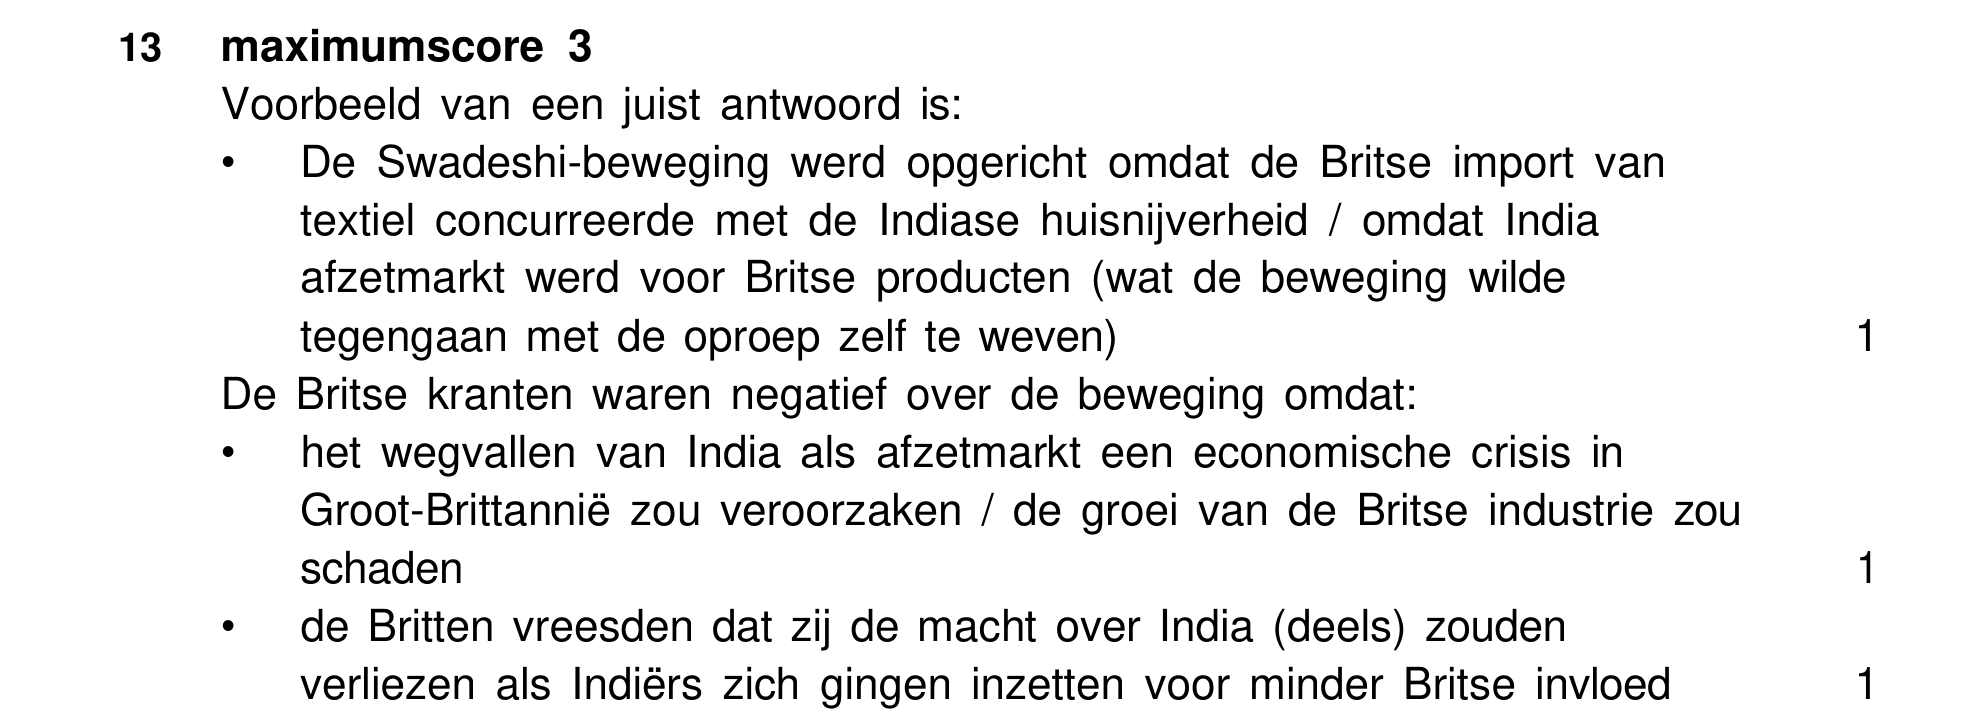 13 maximumscore 3
Voorbeeld van een juist antwoord is:
• De Swadeshi-beweging werd opgericht omdat de Britse import van
textiel concurreerde met de Indiase huisnijverheid / omdat India
afzetmarkt werd voor Britse producten (wat de beweging wilde
tegengaan met de oproep zelf te weven) 1
De Britse kranten waren negatief over de beweging omdat:
• het wegvallen van India als afzetmarkt een economische crisis in
Groot-Brittannië zou veroorzaken / de groei van de Britse industrie zou
schaden 1
• de Britten vreesden dat zij de macht over India (deels) zouden
verliezen als Indiërs zich gingen inzetten voor minder Britse invloed 1